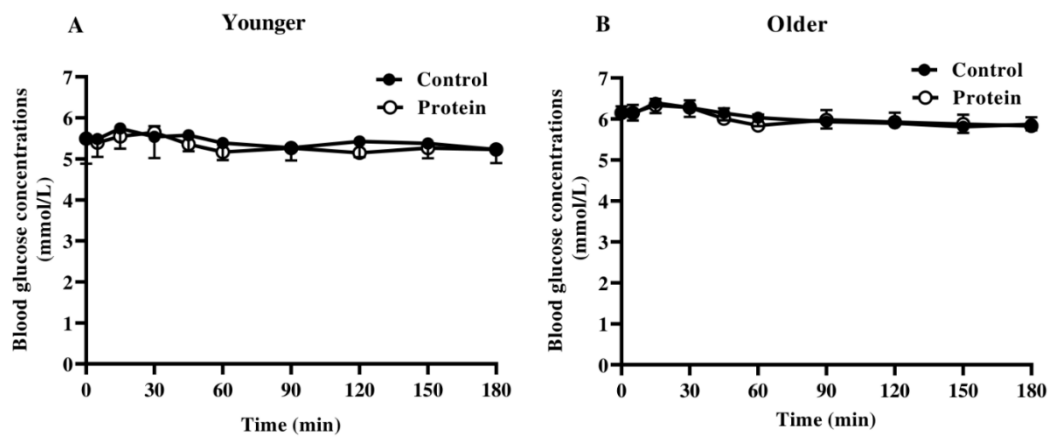 A
Younger
Control
Protein
Blood glucose concentrations
(mmol/L)
7
6
5
4
3
2
1
0
0 30 60 90 120 150 180
Time (min)
B
Older
Control
Protein
Blood glucose concentrations
(mmol/L)
7
6
5
4
3
2
1
0
0 30 60 90 120 150 180
Time (min)